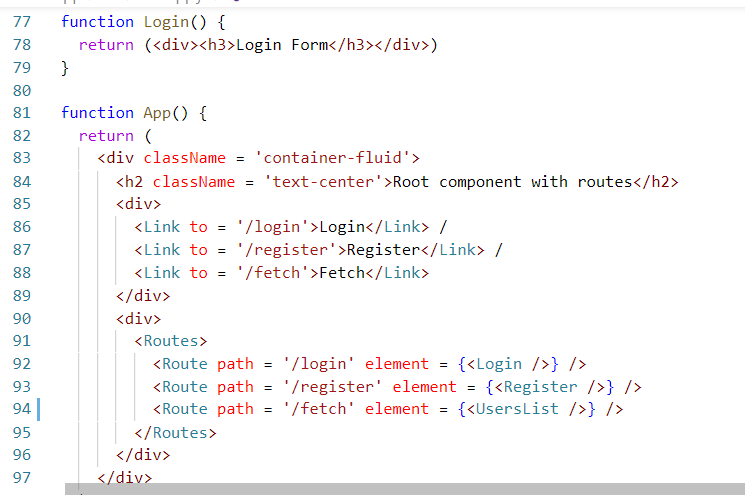 77 function Login() {
78   return (<div><h3>Login Form</h3></div>)
79 }
80
81 function App() {
82   return (
83     <div className = 'container-fluid'>
84       <h2 className = 'text-center'>Root component with routes</h2>
85       <div>
86         <Link to = '/login'>Login</Link> /
87         <Link to = '/register'>Register</Link> /
88         <Link to = '/fetch'>Fetch</Link>
89       </div>
90       <div>
91         <Routes>
92           <Route path = '/login' element = {<Login />} />
93           <Route path = '/register' element = {<Register />} />
94           <Route path = '/fetch' element = {<UsersList />} />
95         </Routes>
96       </div>
97     </div>